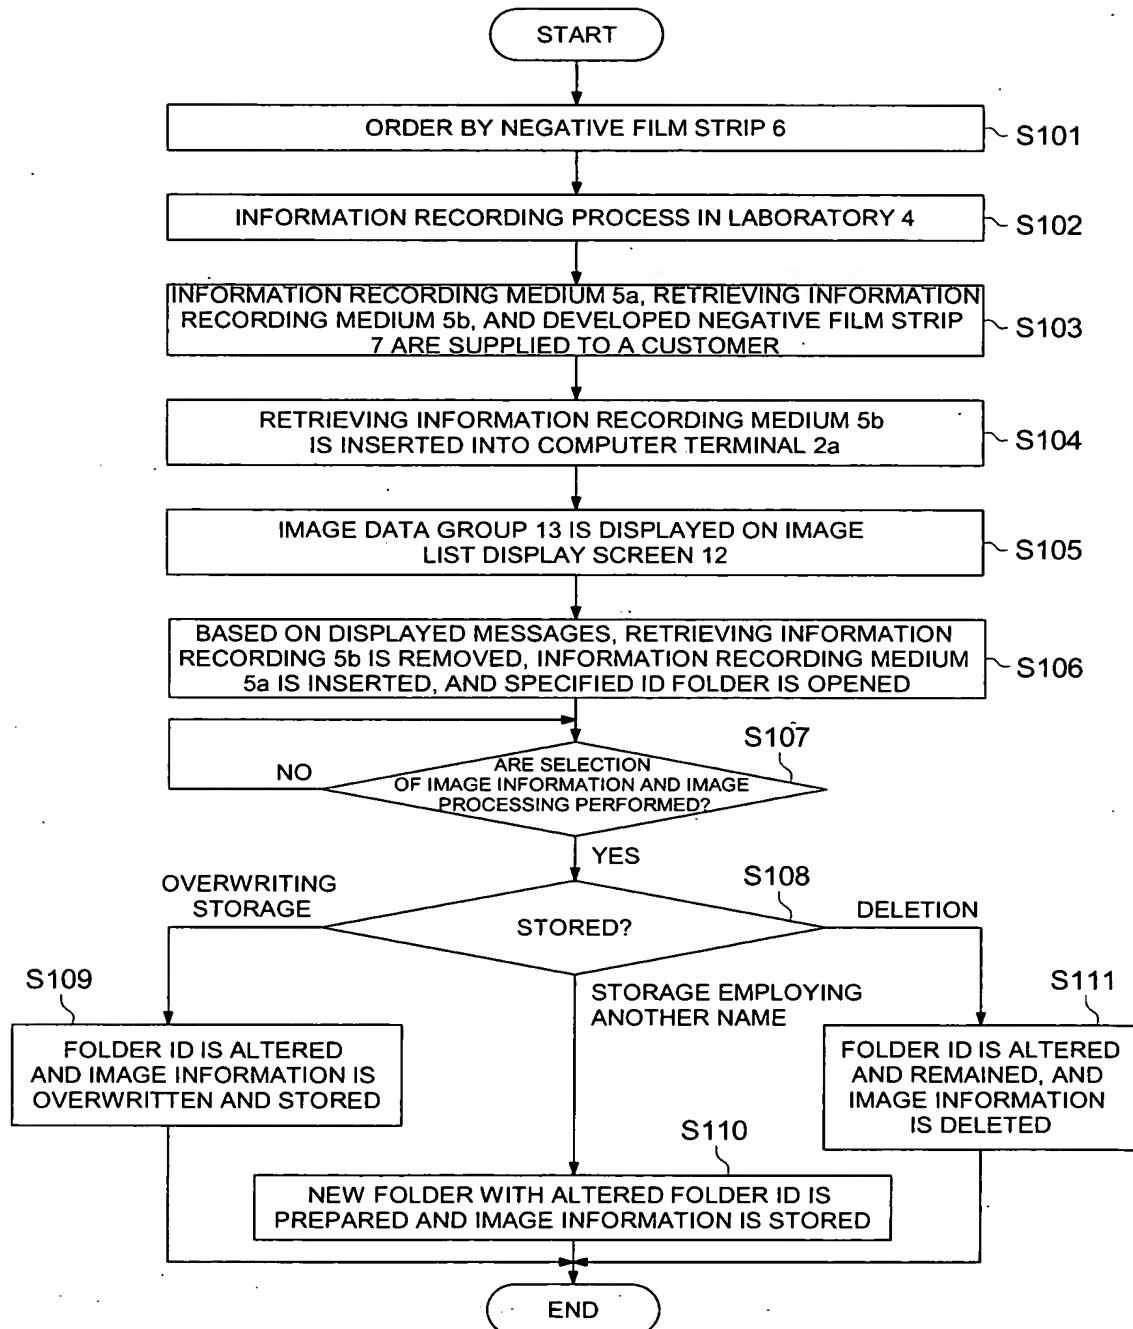 START
ORDER BY NEGATIVE FILM STRIP 6
S101
INFORMATION RECORDING PROCESS IN LABORATORY 4
S102
INFORMATION RECORDING MEDIUM 5a, RETRIEVING INFORMATION
RECORDING MEDIUM 5b, AND DEVELOPED NEGATIVE FILM STRIP
7 ARE SUPPLIED TO A CUSTOMER
S103
RETRIEVING INFORMATION RECORDING MEDIUM 5b
IS INSERTED INTO COMPUTER TERMINAL 2a
S104
IMAGE DATA GROUP 13 IS DISPLAYED ON IMAGE
LIST DISPLAY SCREEN 12
S105
BASED ON DISPLAYED MESSAGES, RETRIEVING INFORMATION
RECORDING 5b IS REMOVED, INFORMATION RECORDING MEDIUM
5a IS INSERTED, AND SPECIFIED ID FOLDER IS OPENED
S106
S107
ARE SELECTION
OF IMAGE INFORMATION AND IMAGE
PROCESSING PERFORMED?
NO
YES
S108
STORED?
OVERWRITING
STORAGE
DELETION
STORAGE EMPLOYING
ANOTHER NAME
S109
FOLDER ID IS ALTERED
AND IMAGE INFORMATION IS
OVERWRITTEN AND STORED
S111
FOLDER ID IS ALTERED
AND REMAINED, AND
IMAGE INFORMATION
IS DELETED
S110
NEW FOLDER WITH ALTERED FOLDER ID IS
PREPARED AND IMAGE INFORMATION IS STORED
END